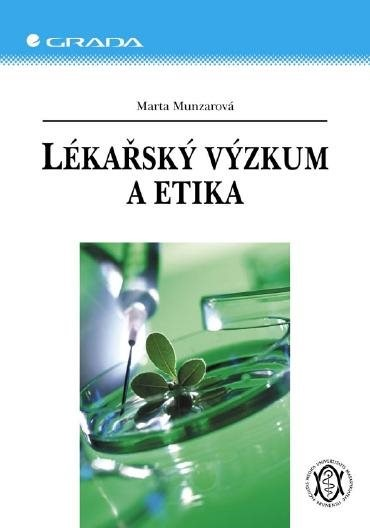 GRADA
Marta Munzarová
LÉKAŘSKÝ VÝZKUM
A ETIKA